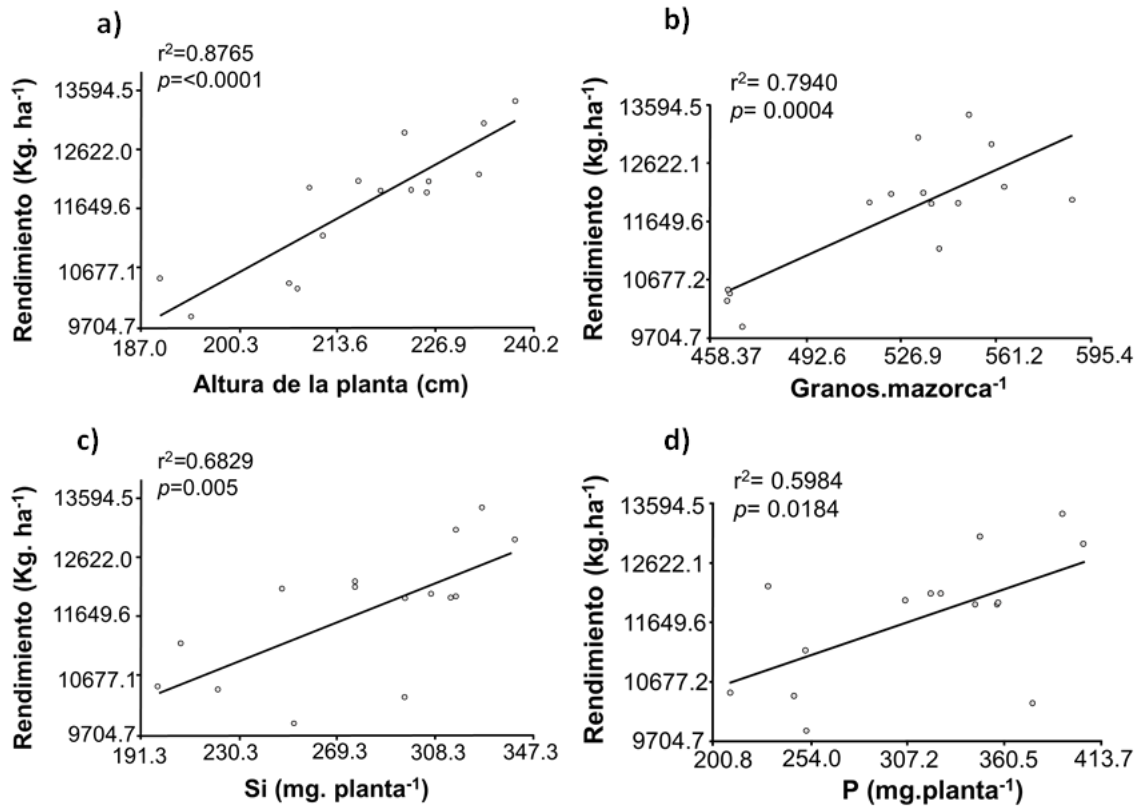 a)
r²=0.8765
p=<0.0001
Rendimiento (Kg. ha⁻¹)
13594.5
12622.0
11649.6
10677.1
9704.7
187.0 200.3 213.6 226.9 240.2
Altura de la planta (cm)
b)
r²= 0.7940
p= 0.0004
Rendimiento (kg.ha⁻¹)
13594.5
12622.1
11649.6
10677.2
9704.7
458.37 492.6 526.9 561.2 595.4
Granos.mazorca⁻¹
c)
r²=0.6829
p=0.005
Rendimiento (Kg. ha⁻¹)
13594.5
12622.0
11649.6
10677.1
9704.7
191.3 230.3 269.3 308.3 347.3
Si (mg. planta⁻¹)
d)
r²= 0.5984
p= 0.0184
Rendimiento (kg.ha⁻¹)
13594.5
12622.1
11649.6
10677.2
9704.7
200.8 254.0 307.2 360.5 413.7
P (mg.planta⁻¹)